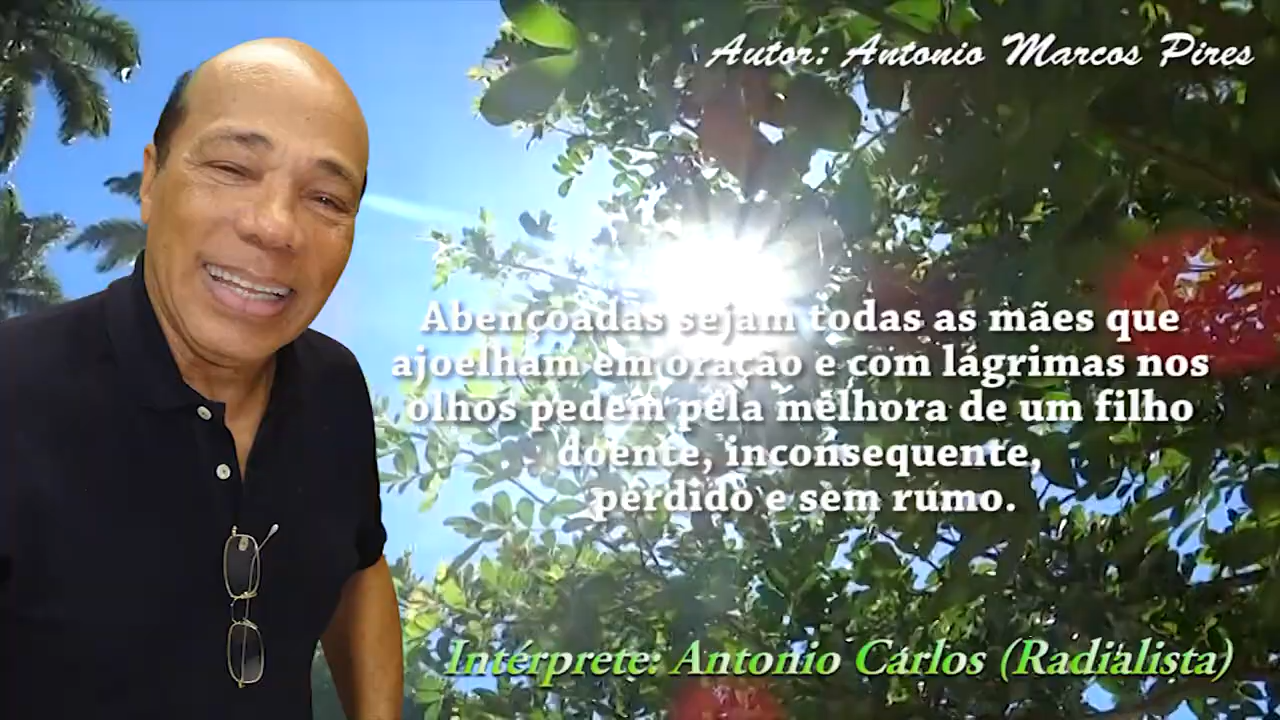 Autor: Antonio Marcos Pires
Abençoadas sejam todas as mães que
ajoelham em oração e com lágrimas nos
olhos pedem pela melhora de um filho
doente, inconsequente,
perdido e sem rumo.
Intérprete: Antonio Carlos (Radialista)